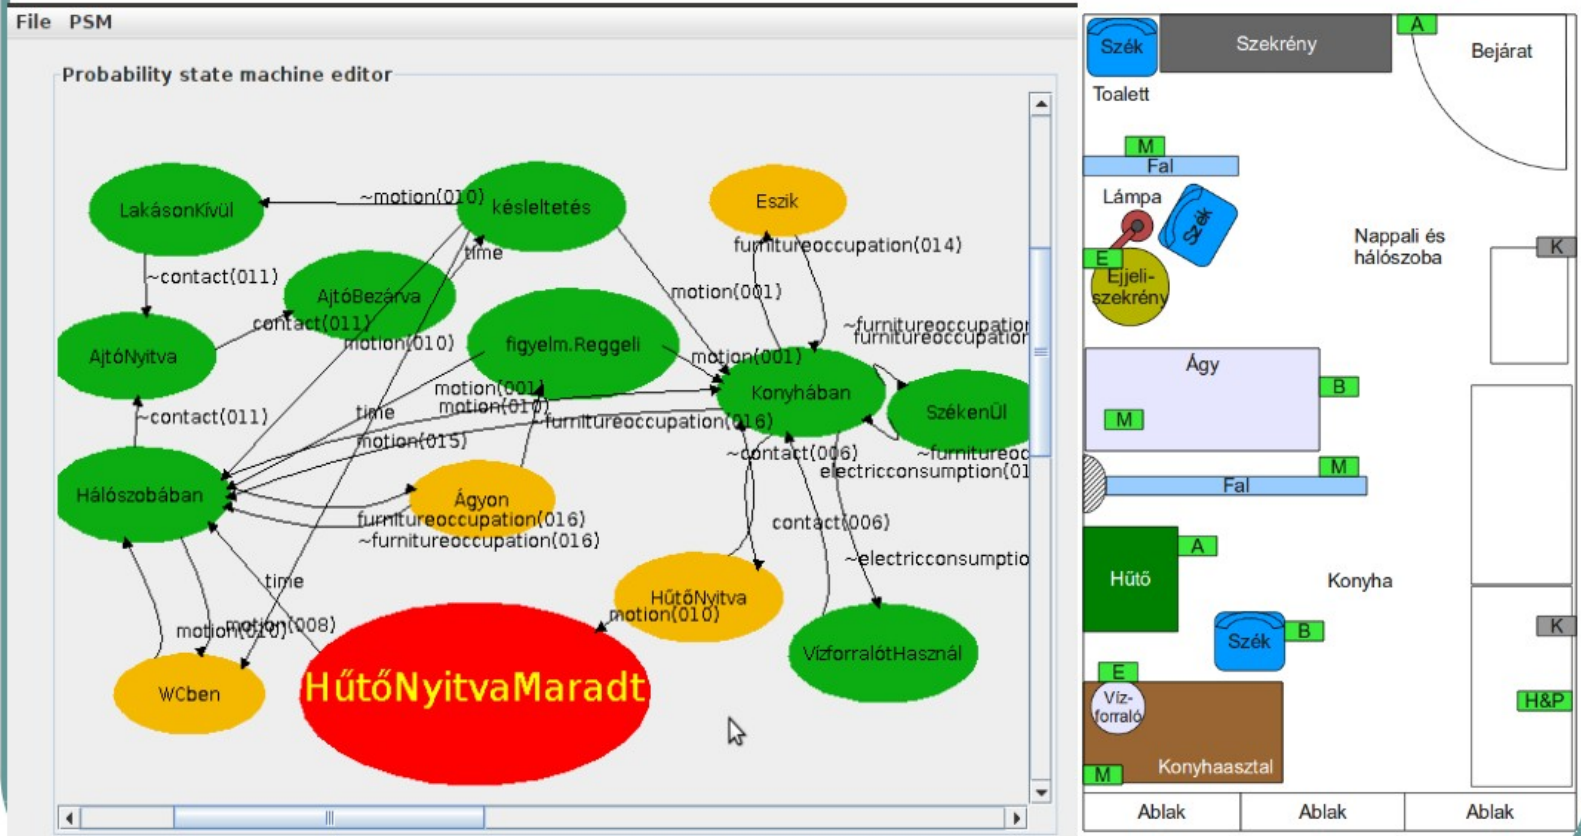 File PSM
Probability state machine editor
LakásonKívül
~motion(010)
késleltetés
Eszik
furnitureoccupation(014)
time
~contact(011)
AjtóBezárva
motion(001)
contact(011)
~furnitureoccupation
furnitureoccupation
AjtóNyitva
motion(010)
figyelm.Reggeli
motion(001)
Konyhában
motion(001)
motion(010)
SzékenÜl
~contact(011)
time
~furnitureoccupation(016)
motion(015)
~contact(006)
~furnitureoc
electricconsumption(01
Hálószobában
Ágyon
furnitureoccupation(016)
~furnitureoccupation(016)
contact(006)
~electricconsumptio
time
HűtőNyitva
motion(010)
motion(010)
motion(008)
VízforralótHasznál
WCben
HűtőNyitvaMaradt
Szék
Szekrény
A
Bejárat
Toalett
M
Fal
Lámpa
Szék
E
Éjjeli-
szekrény
Nappali és
hálószoba
K
Ágy
B
M
M
Fal
A
Hűtő
Konyha
Szék
B
K
E
Víz-
forraló
H&P
M
Konyhaasztal
Ablak
Ablak
Ablak